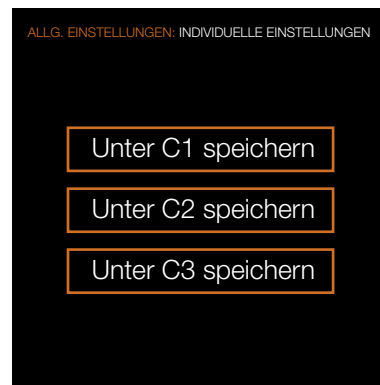 ALLG. EINSTELLUNGEN: INDIVIDUELLE EINSTELLUNGEN
Unter C1 speichern
Unter C2 speichern
Unter C3 speichern